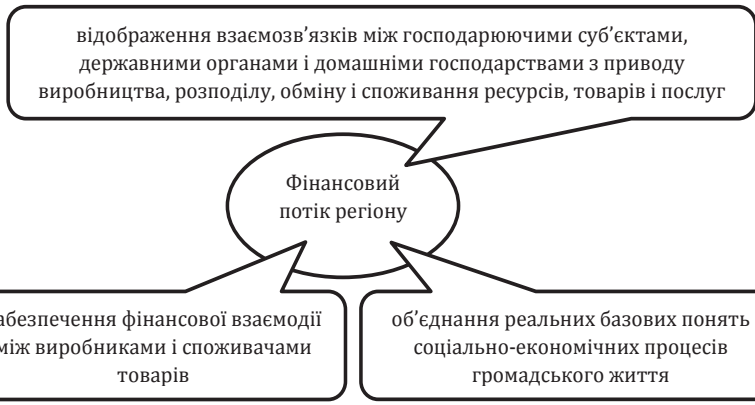 відображення взаємозв’язків між господарюючими суб’єктами,
державними органами і домашніми господарствами з приводу
виробництва, розподілу, обміну і споживання ресурсів, товарів і послуг
Фінансовий
потік регіону
абезпечення фінансової взаємодії
між виробниками і споживачами
товарів
об’єднання реальних базових понять
соціально-економічних процесів
громадського життя